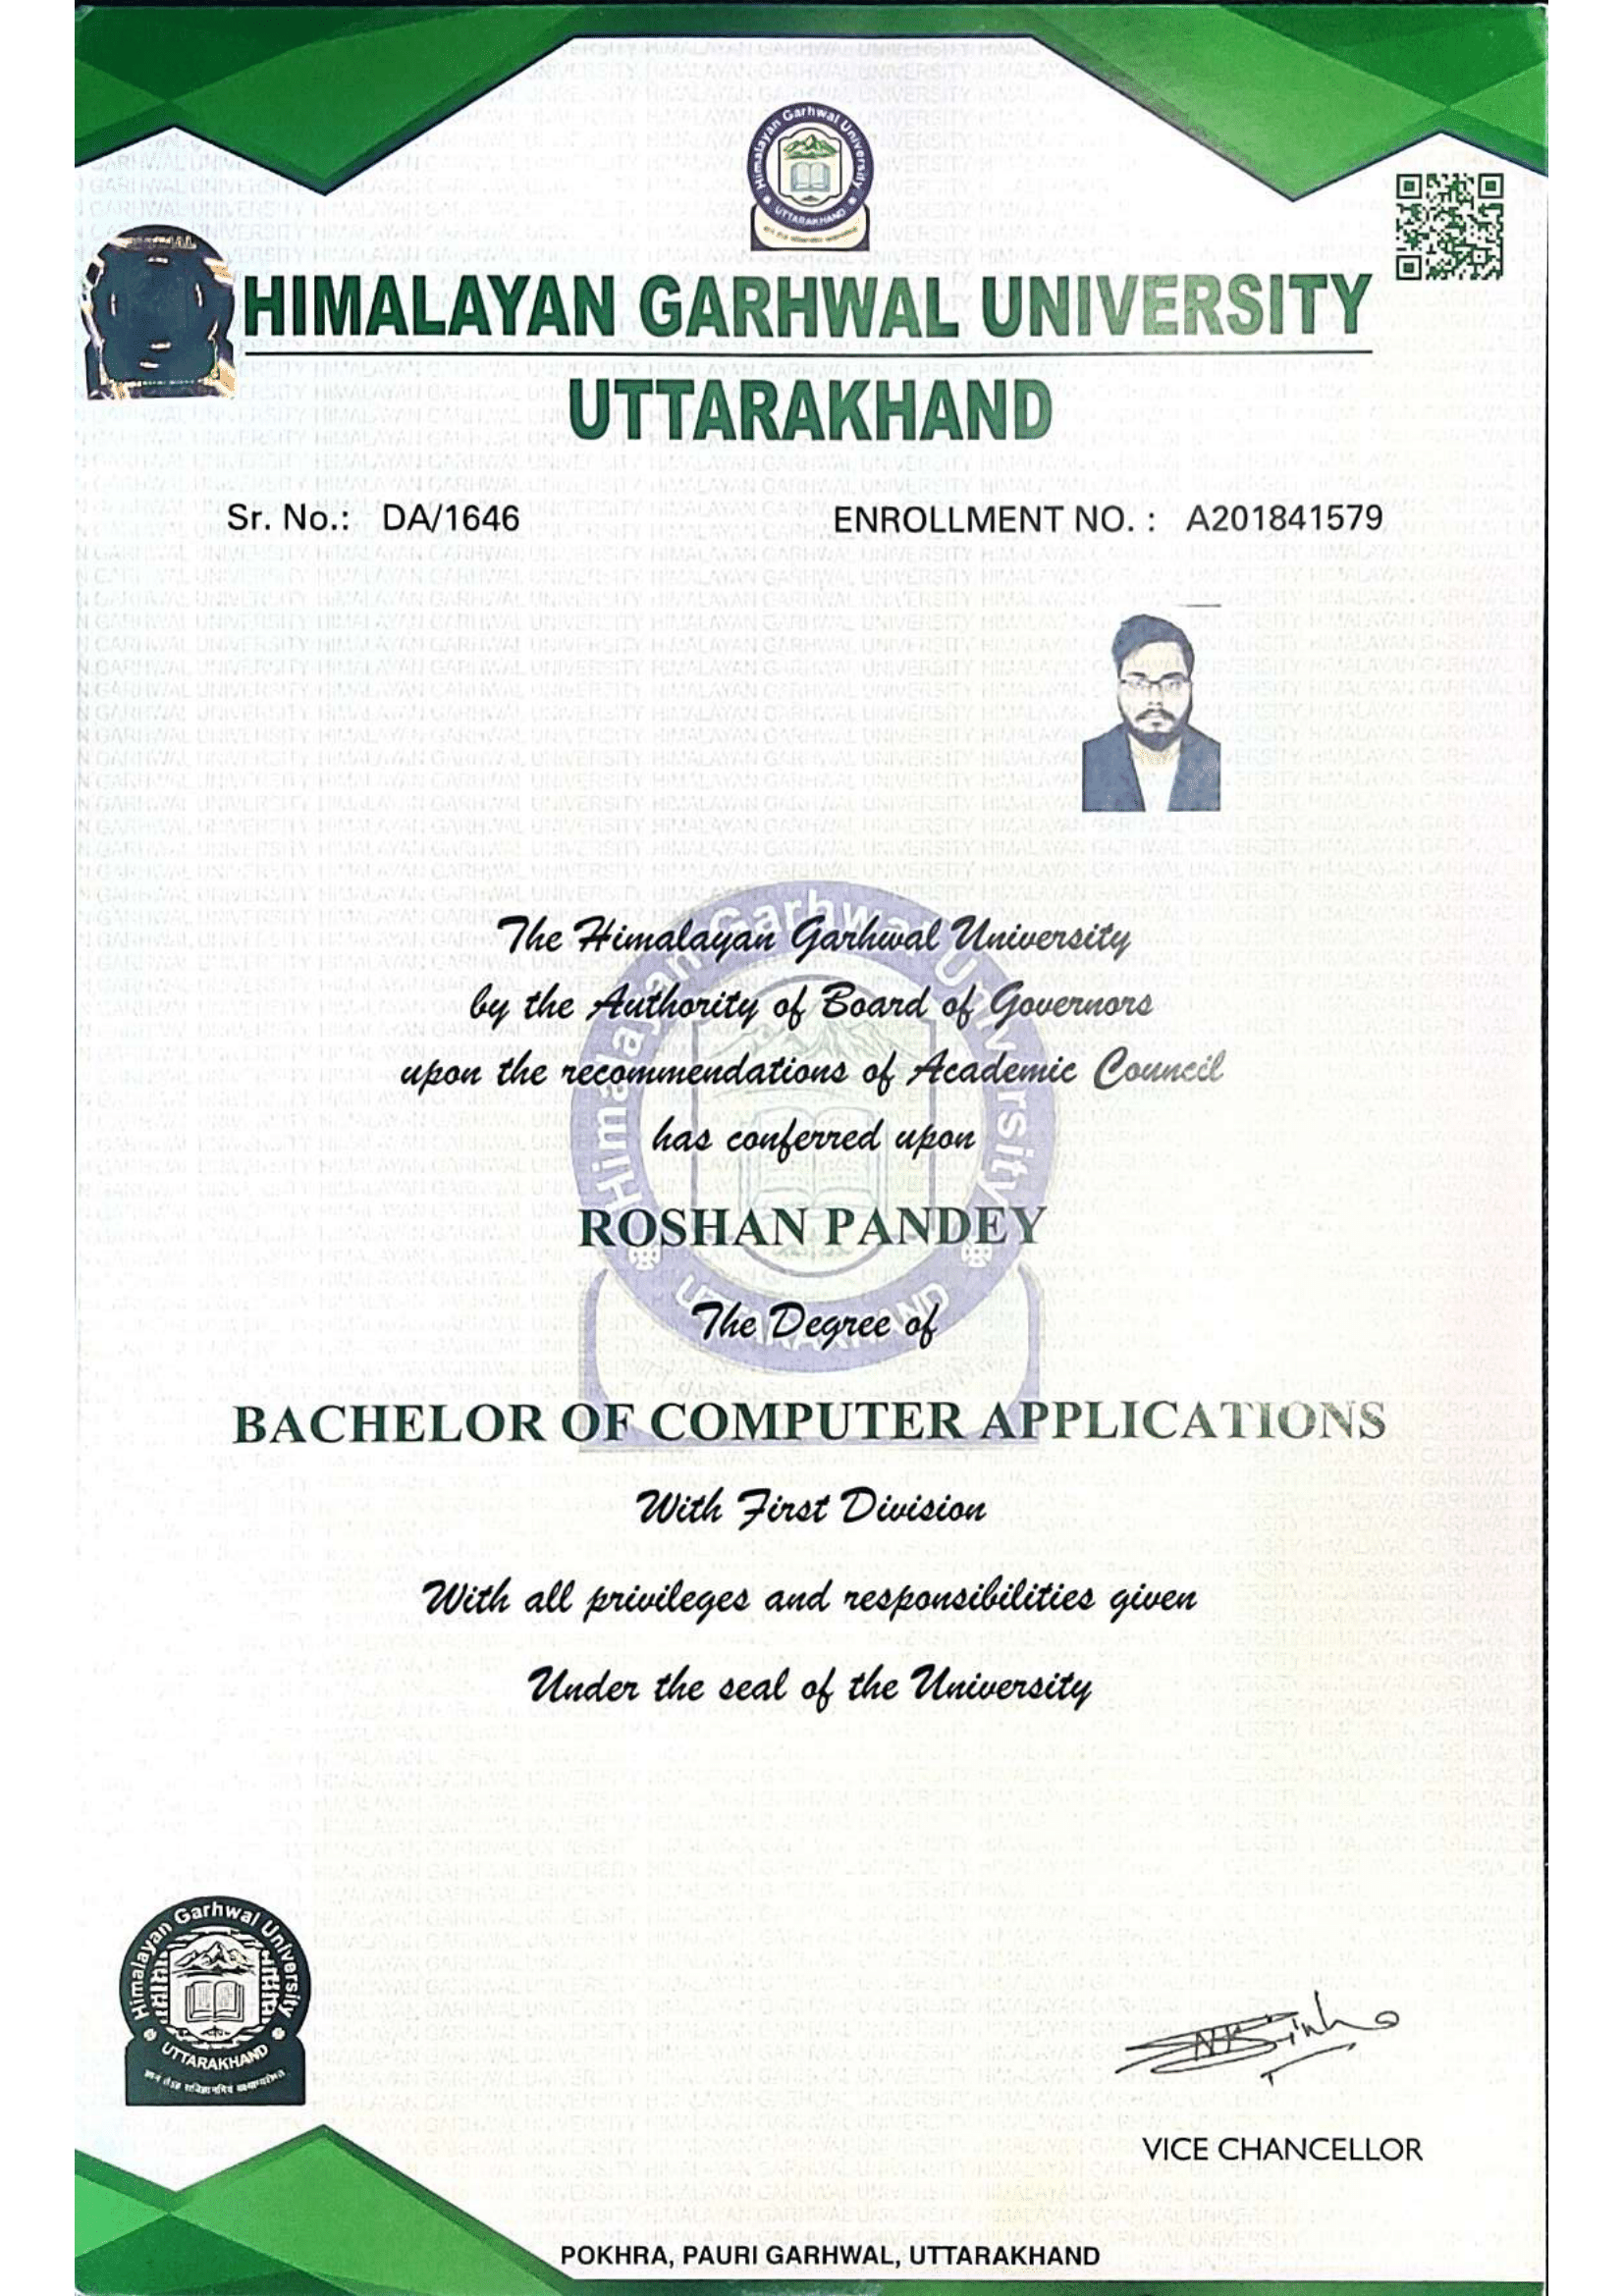 Himalayan Garhwal University
UTTARAKHAND
HIMALAYAN GARHWAL UNIVERSITY
UTTARAKHAND
Sr. No.: DA/1646
ENROLLMENT NO. : A201841579
The Himalayan Garhwal University
by the Authority of Board of Governors
upon the recommendations of Academic Council
has conferred upon
ROSHAN PANDEY
The Degree of
BACHELOR OF COMPUTER APPLICATIONS
With First Division
With all privileges and responsibilities given
Under the seal of the University
Himalayan Garhwal University
UTTARAKHAND
VICE CHANCELLOR
POKHRA, PAURI GARHWAL, UTTARAKHAND